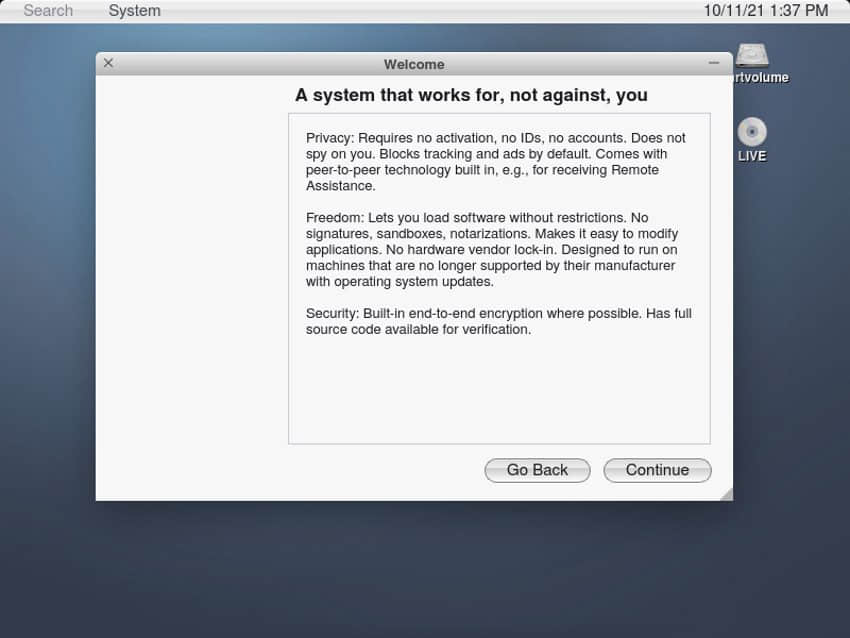 Search System 10/11/21 1:37 PM
Welcome
A system that works for, not against, you
Privacy: Requires no activation, no IDs, no accounts. Does not
spy on you. Blocks tracking and ads by default. Comes with
peer-to-peer technology built in, e.g., for receiving Remote
Assistance.
Freedom: Lets you load software without restrictions. No
signatures, sandboxes, notarizations. Makes it easy to modify
applications. No hardware vendor lock-in. Designed to run on
machines that are no longer supported by their manufacturer
with operating system updates.
Security: Built-in end-to-end encryption where possible. Has full
source code available for verification.
Go Back Continue
LIVE